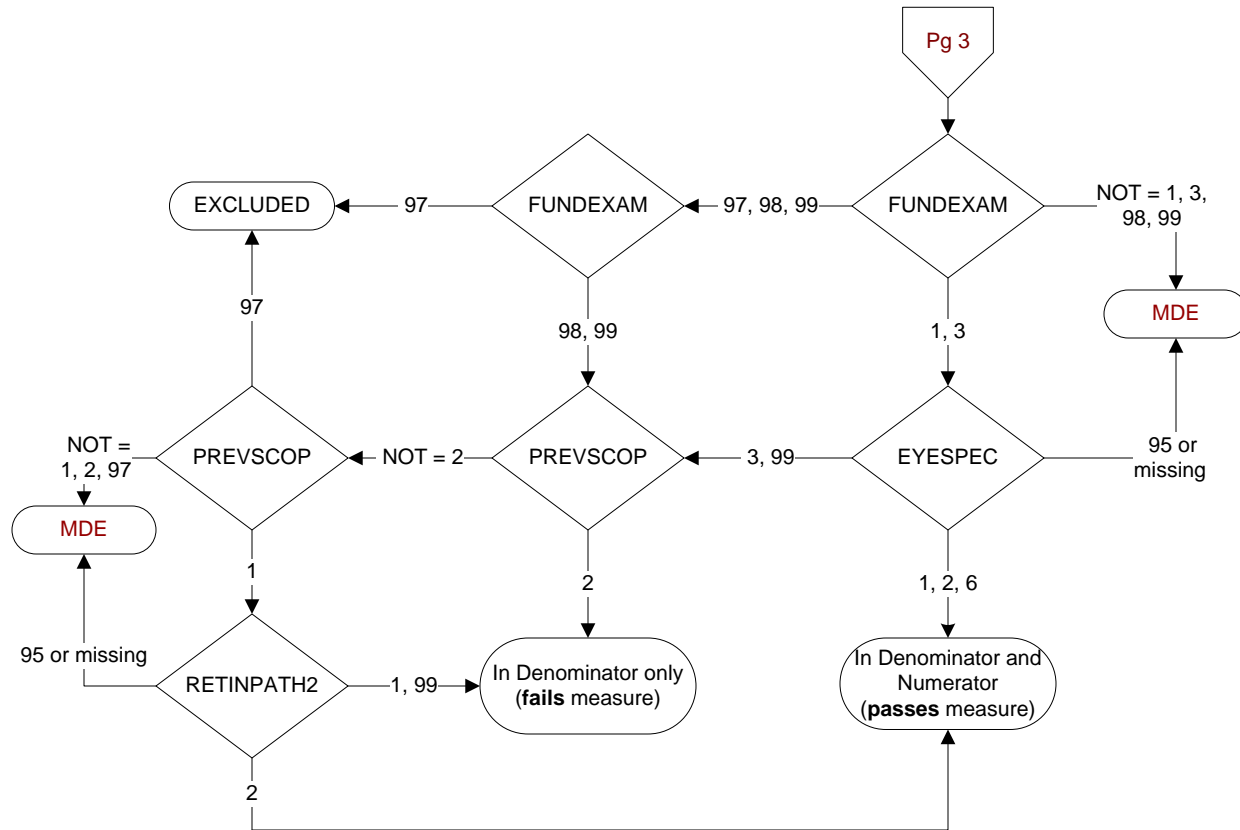 Pg 3
EXCLUDED
97
FUNDEXAM
97, 98, 99
FUNDEXAM
NOT = 1, 3,
98, 99
MDE
97
98, 99
1, 3
NOT =
1, 2, 97
PREVSCOP
NOT = 2
PREVSCOP
3, 99
EYESPEC
95 or
missing
MDE
1
2
1, 2, 6
95 or missing
RETINPATH2
1, 99
In Denominator only
(fails measure)
In Denominator and
Numerator
(passes measure)
2